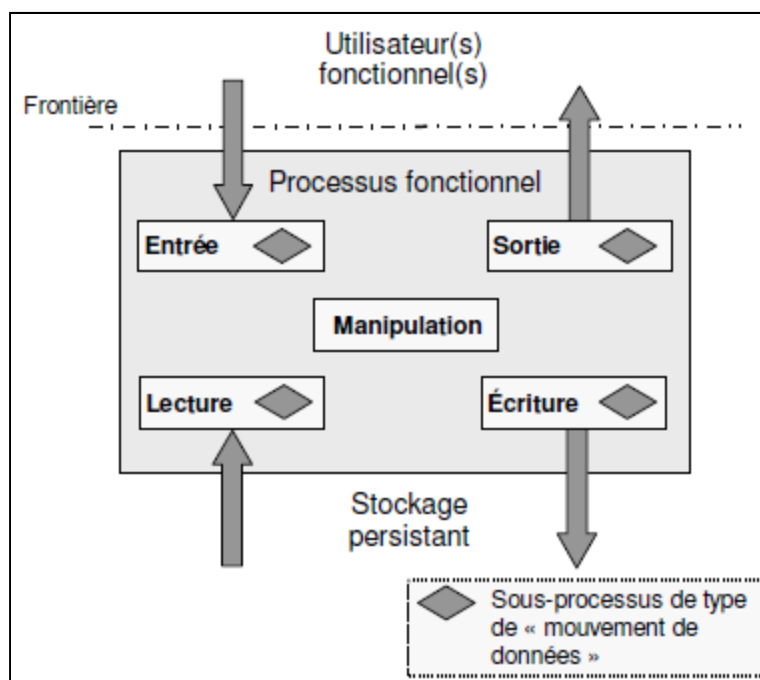 Utilisateur(s)
fonctionnel(s)
Frontière
Processus fonctionnel
Entrée
Sortie
Manipulation
Lecture
Écriture
Stockage
persistant
Sous-processus de type
de « mouvement de
données »